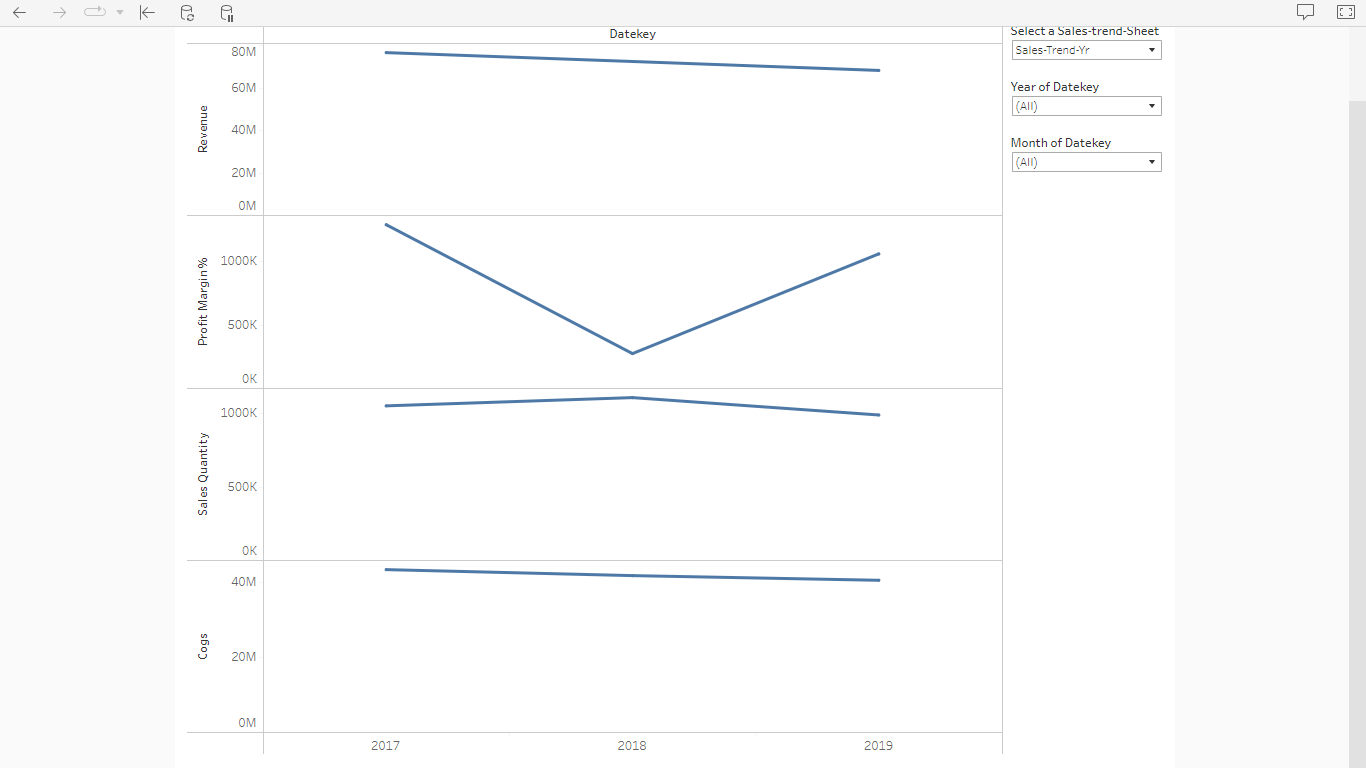 Datekey
Select a Sales-trend-Sheet
Sales-Trend-Yr
Year of Datekey
(All)
Month of Datekey
(All)
Revenue
80M
60M
40M
20M
0M
Profit Margin %
1000K
500K
0K
Sales Quantity
1000K
500K
0K
Cogs
40M
20M
0M
2017
2018
2019